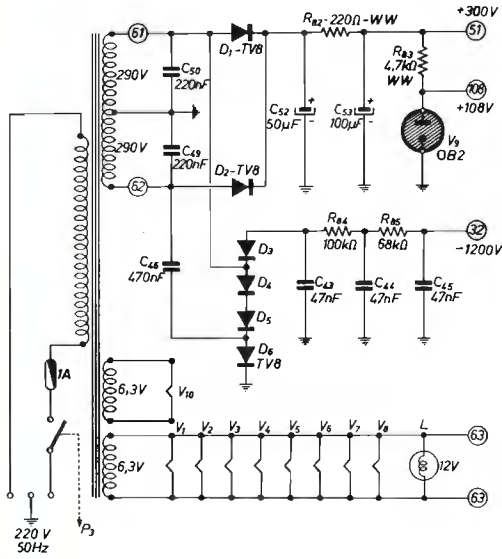 +300V
61
R82-220Ω-WW
51
D1-TV8
290V
C50
220nF
R83
4,7kΩ
WW
108
+108V
C52
50µF
+
-
C53
100µF
+
-
V9
OB2
290V
C49
220nF
D2-TV8
62
C46
470nF
D3
D4
D5
D6
TV8
R84
100kΩ
R85
68kΩ
32
-1200V
C43
47nF
C44
47nF
C45
47nF
1A
6,3V
V10
6,3V
V1
V2
V3
V4
V5
V6
V7
V8
L
63
12V
63
220V
50Hz
P3